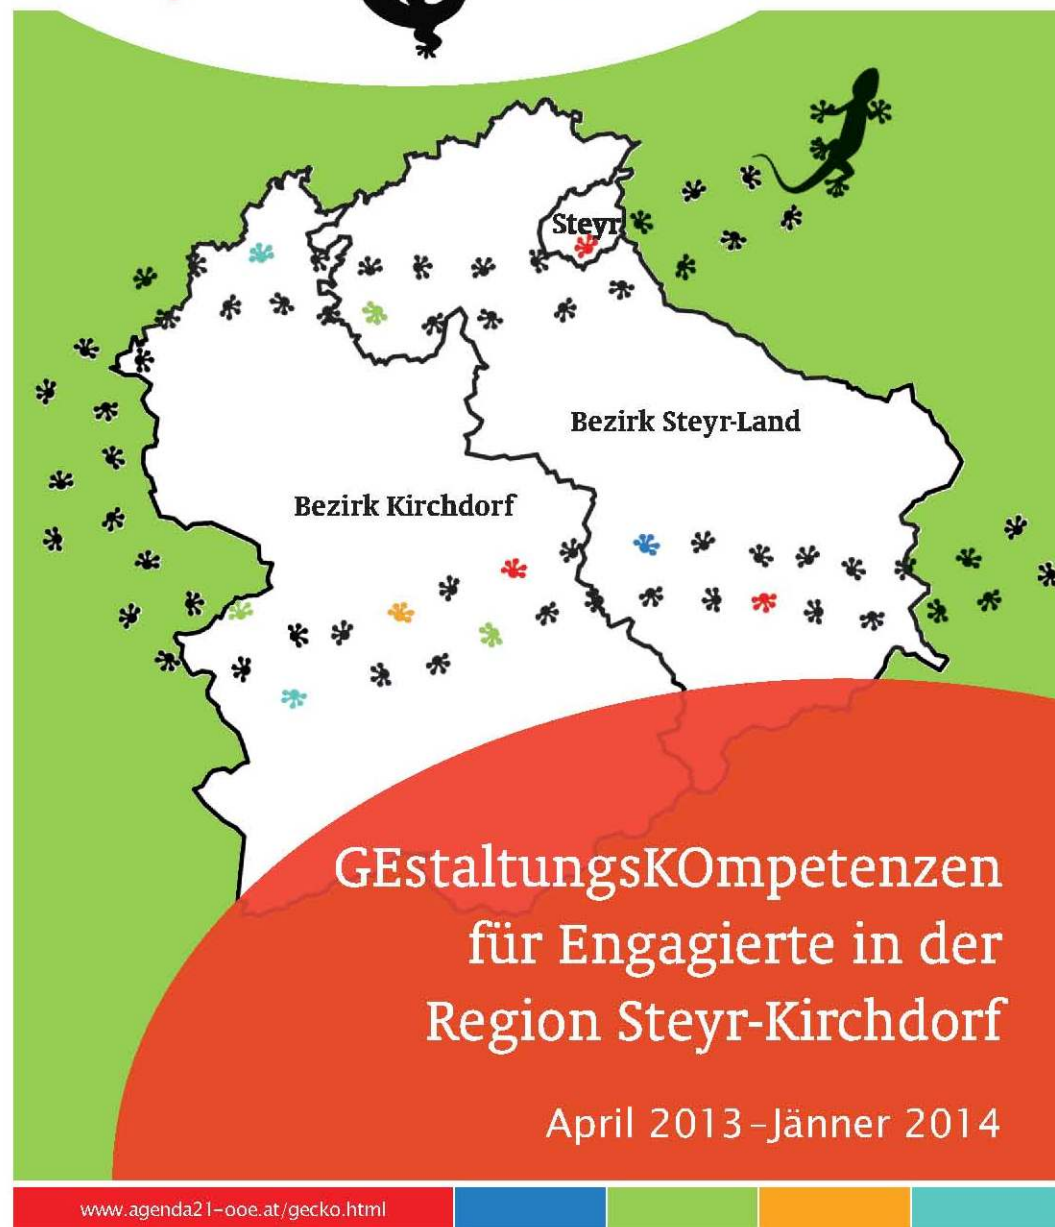 Steyr
Bezirk Steyr-Land
Bezirk Kirchdorf
GEstaltungsKOmpetenzen
für Engagierte in der
Region Steyr-Kirchdorf
April 2013–Jänner 2014
www.agenda21-ooe.at/gecko.html